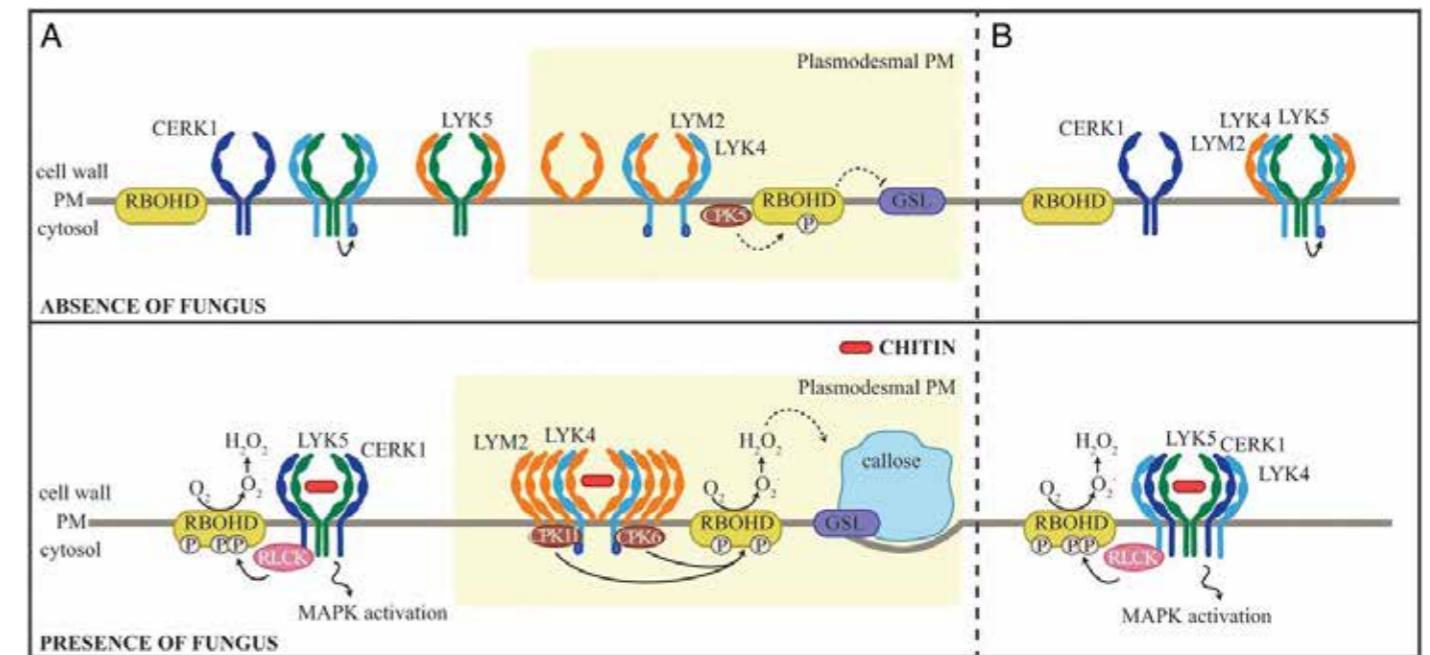 A
B
Plasmodesmal PM
CERK1
LYK5
LYM2
LYK4
cell wall
PM
cytosol
RBOHD
CPK5
RBOHD
P
GSL
CERK1
LYK4 LYK5
LYM2
RBOHD
ABSENCE OF FUNGUS
CHITIN
Plasmodesmal PM
H2O2
LYK5
CERK1
LYM2
LYK4
H2O2
callose
O2
O2
O2
O2
cell wall
PM
cytosol
RBOHD
P PP
RLCK
CPK6
RBOHD
P P
GSL
MAPK activation
H2O2
LYK5
CERK1
LYK4
O2
O2
RBOHD
P PP
RLCK
MAPK activation
PRESENCE OF FUNGUS